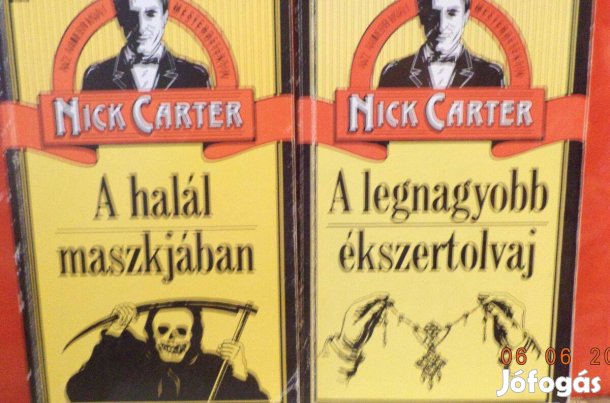 NICK CARTER
A halál
maszkjában
NICK CARTER
A legnagyobb
ékszertolvaj
06 06 20
Jófogás